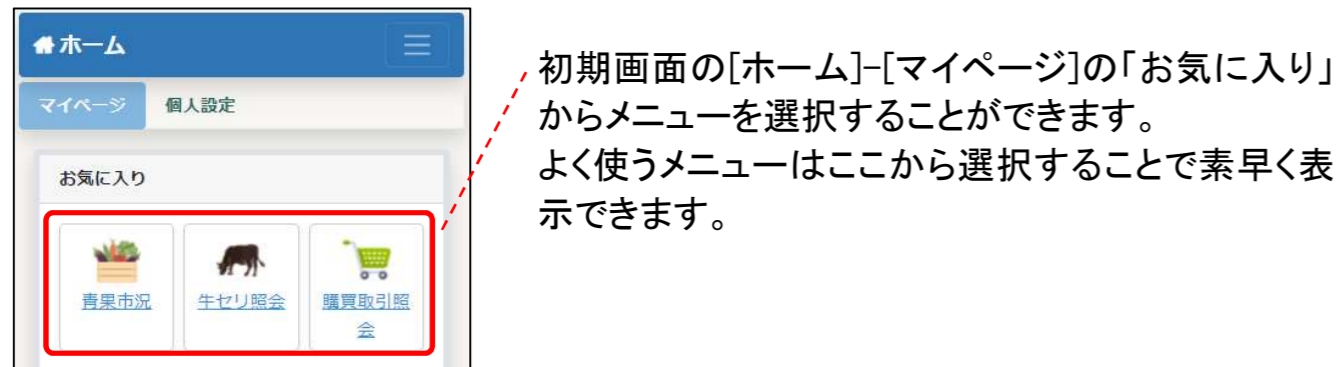 ホーム
マイページ 個人設定
お気に入り
青果市況
牛セリ照会
購買取引照
会
初期画面の[ホーム]-[マイページ]の「お気に入り」
からメニューを選択することができます。
よく使うメニューはここから選択することで素早く表
示できます。